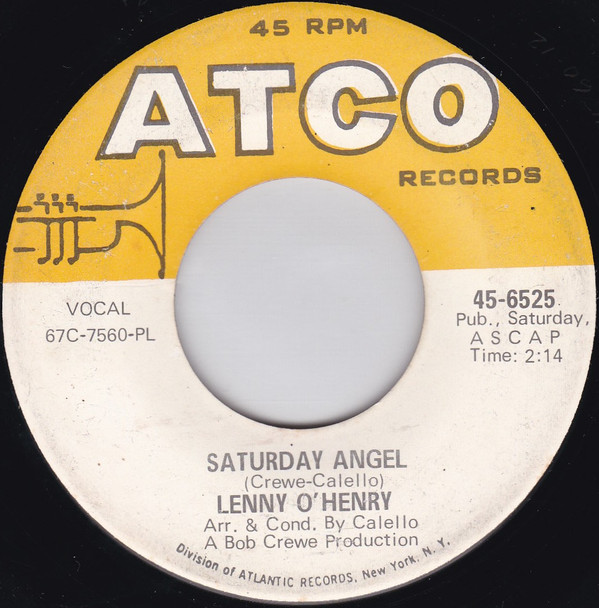 45 RPM
ATCO
RECORDS
VOCAL
67C-7560-PL
45-6525
Pub., Saturday,
ASCAP
Time: 2:14
SATURDAY ANGEL
(Crewe-Calello)
LENNY O'HENRY
Arr. & Cond. By Calello
A Bob Crewe Production
Division of ATLANTIC RECORDS, New York, N. Y.